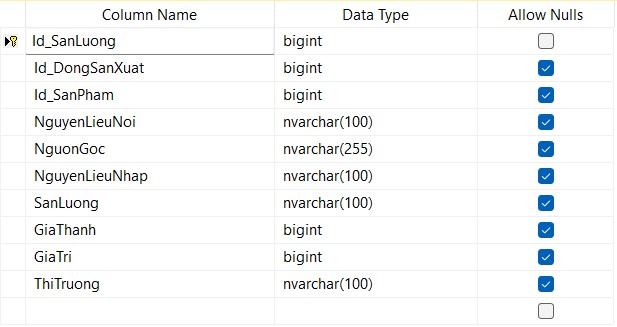 Column Name Data Type Allow Nulls
Id_SanLuong bigint
Id_DongSanXuat bigint
Id_SanPham bigint
NguyenLieuNoi nvarchar(100)
NguonGoc nvarchar(255)
NguyenLieuNhap nvarchar(100)
SanLuong nvarchar(100)
GiaThanh bigint
GiaTri bigint
ThiTruong nvarchar(100)